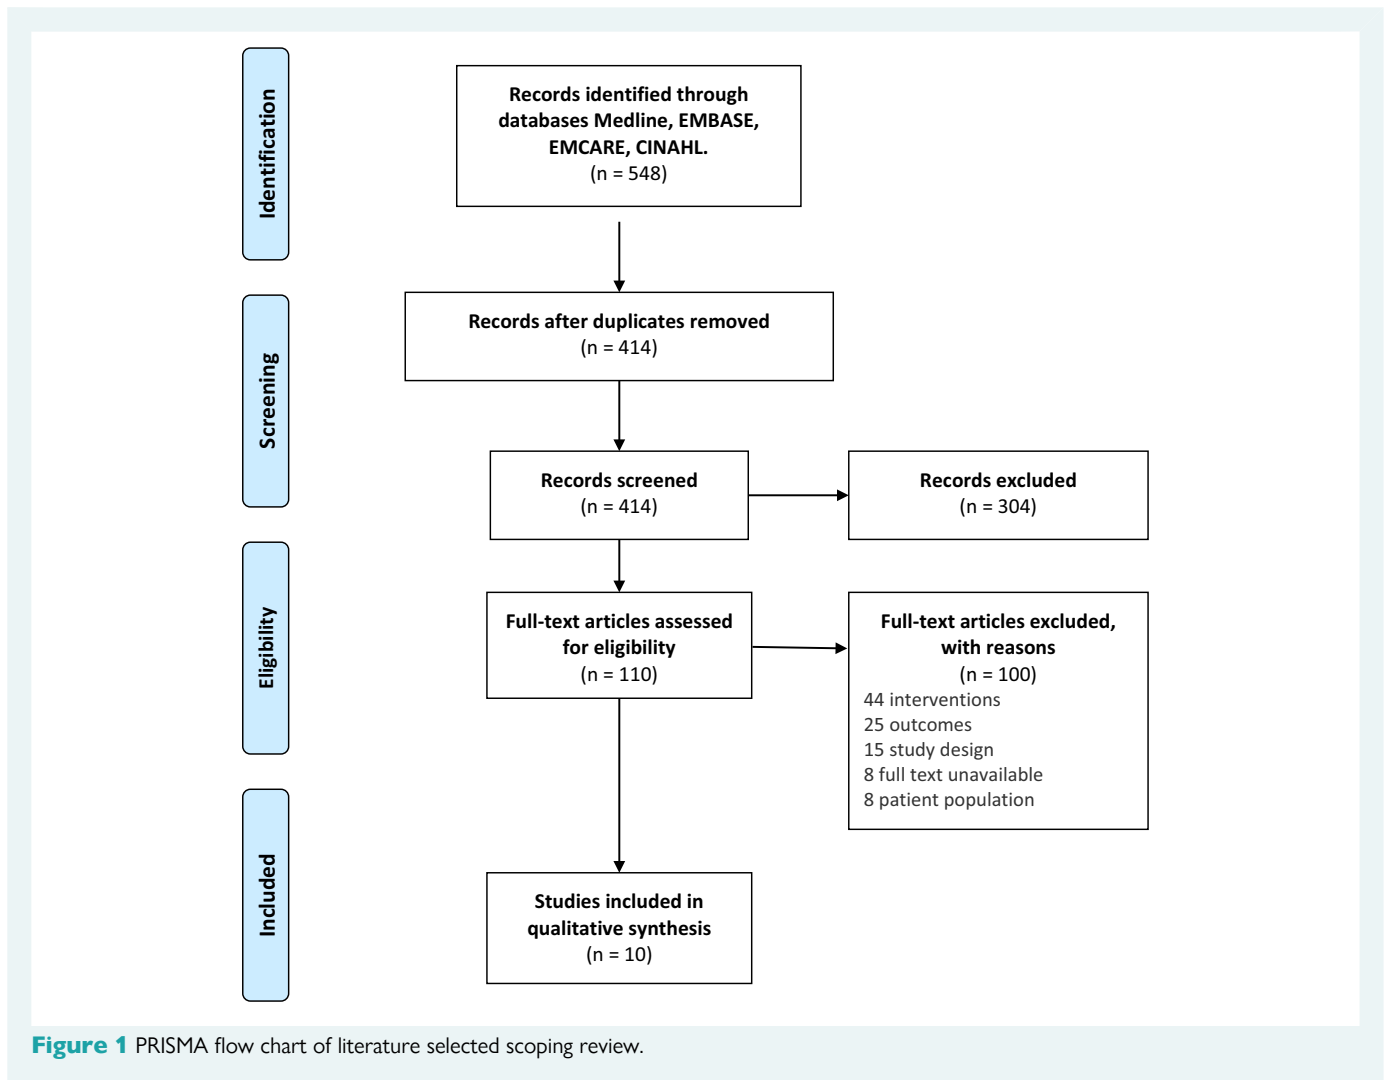 Identification
Records identified through
databases Medline, EMBASE,
EMCARE, CINAHL.
(n = 548)
Screening
Records after duplicates removed
(n = 414)
Records screened
(n = 414)
Records excluded
(n = 304)
Eligibility
Full-text articles assessed
for eligibility
(n = 110)
Full-text articles excluded,
with reasons
(n = 100)
44 interventions
25 outcomes
15 study design
8 full text unavailable
8 patient population
Included
Studies included in
qualitative synthesis
(n = 10)
Figure 1 PRISMA flow chart of literature selected scoping review.